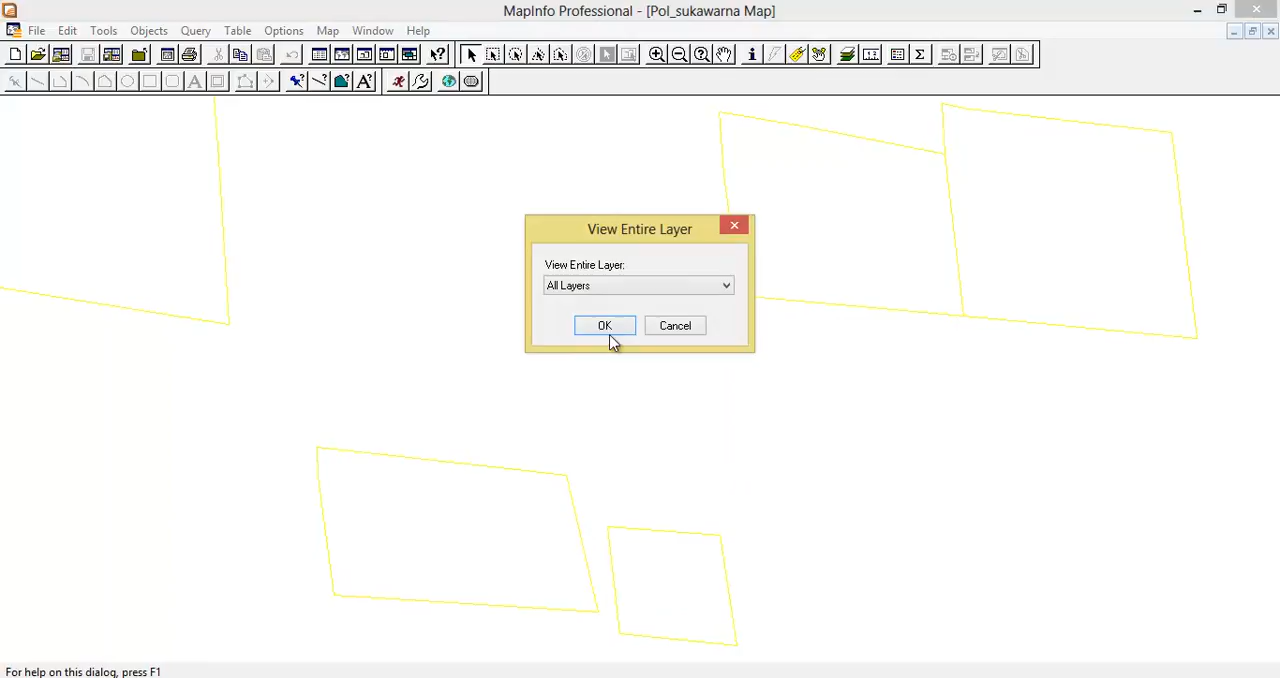 MapInfo Professional - [Pol_sukawarna Map]
File Edit Tools Objects Query Table Options Map Window Help
View Entire Layer
View Entire Layer:
All Layers
OK Cancel
For help on this dialog, press F1